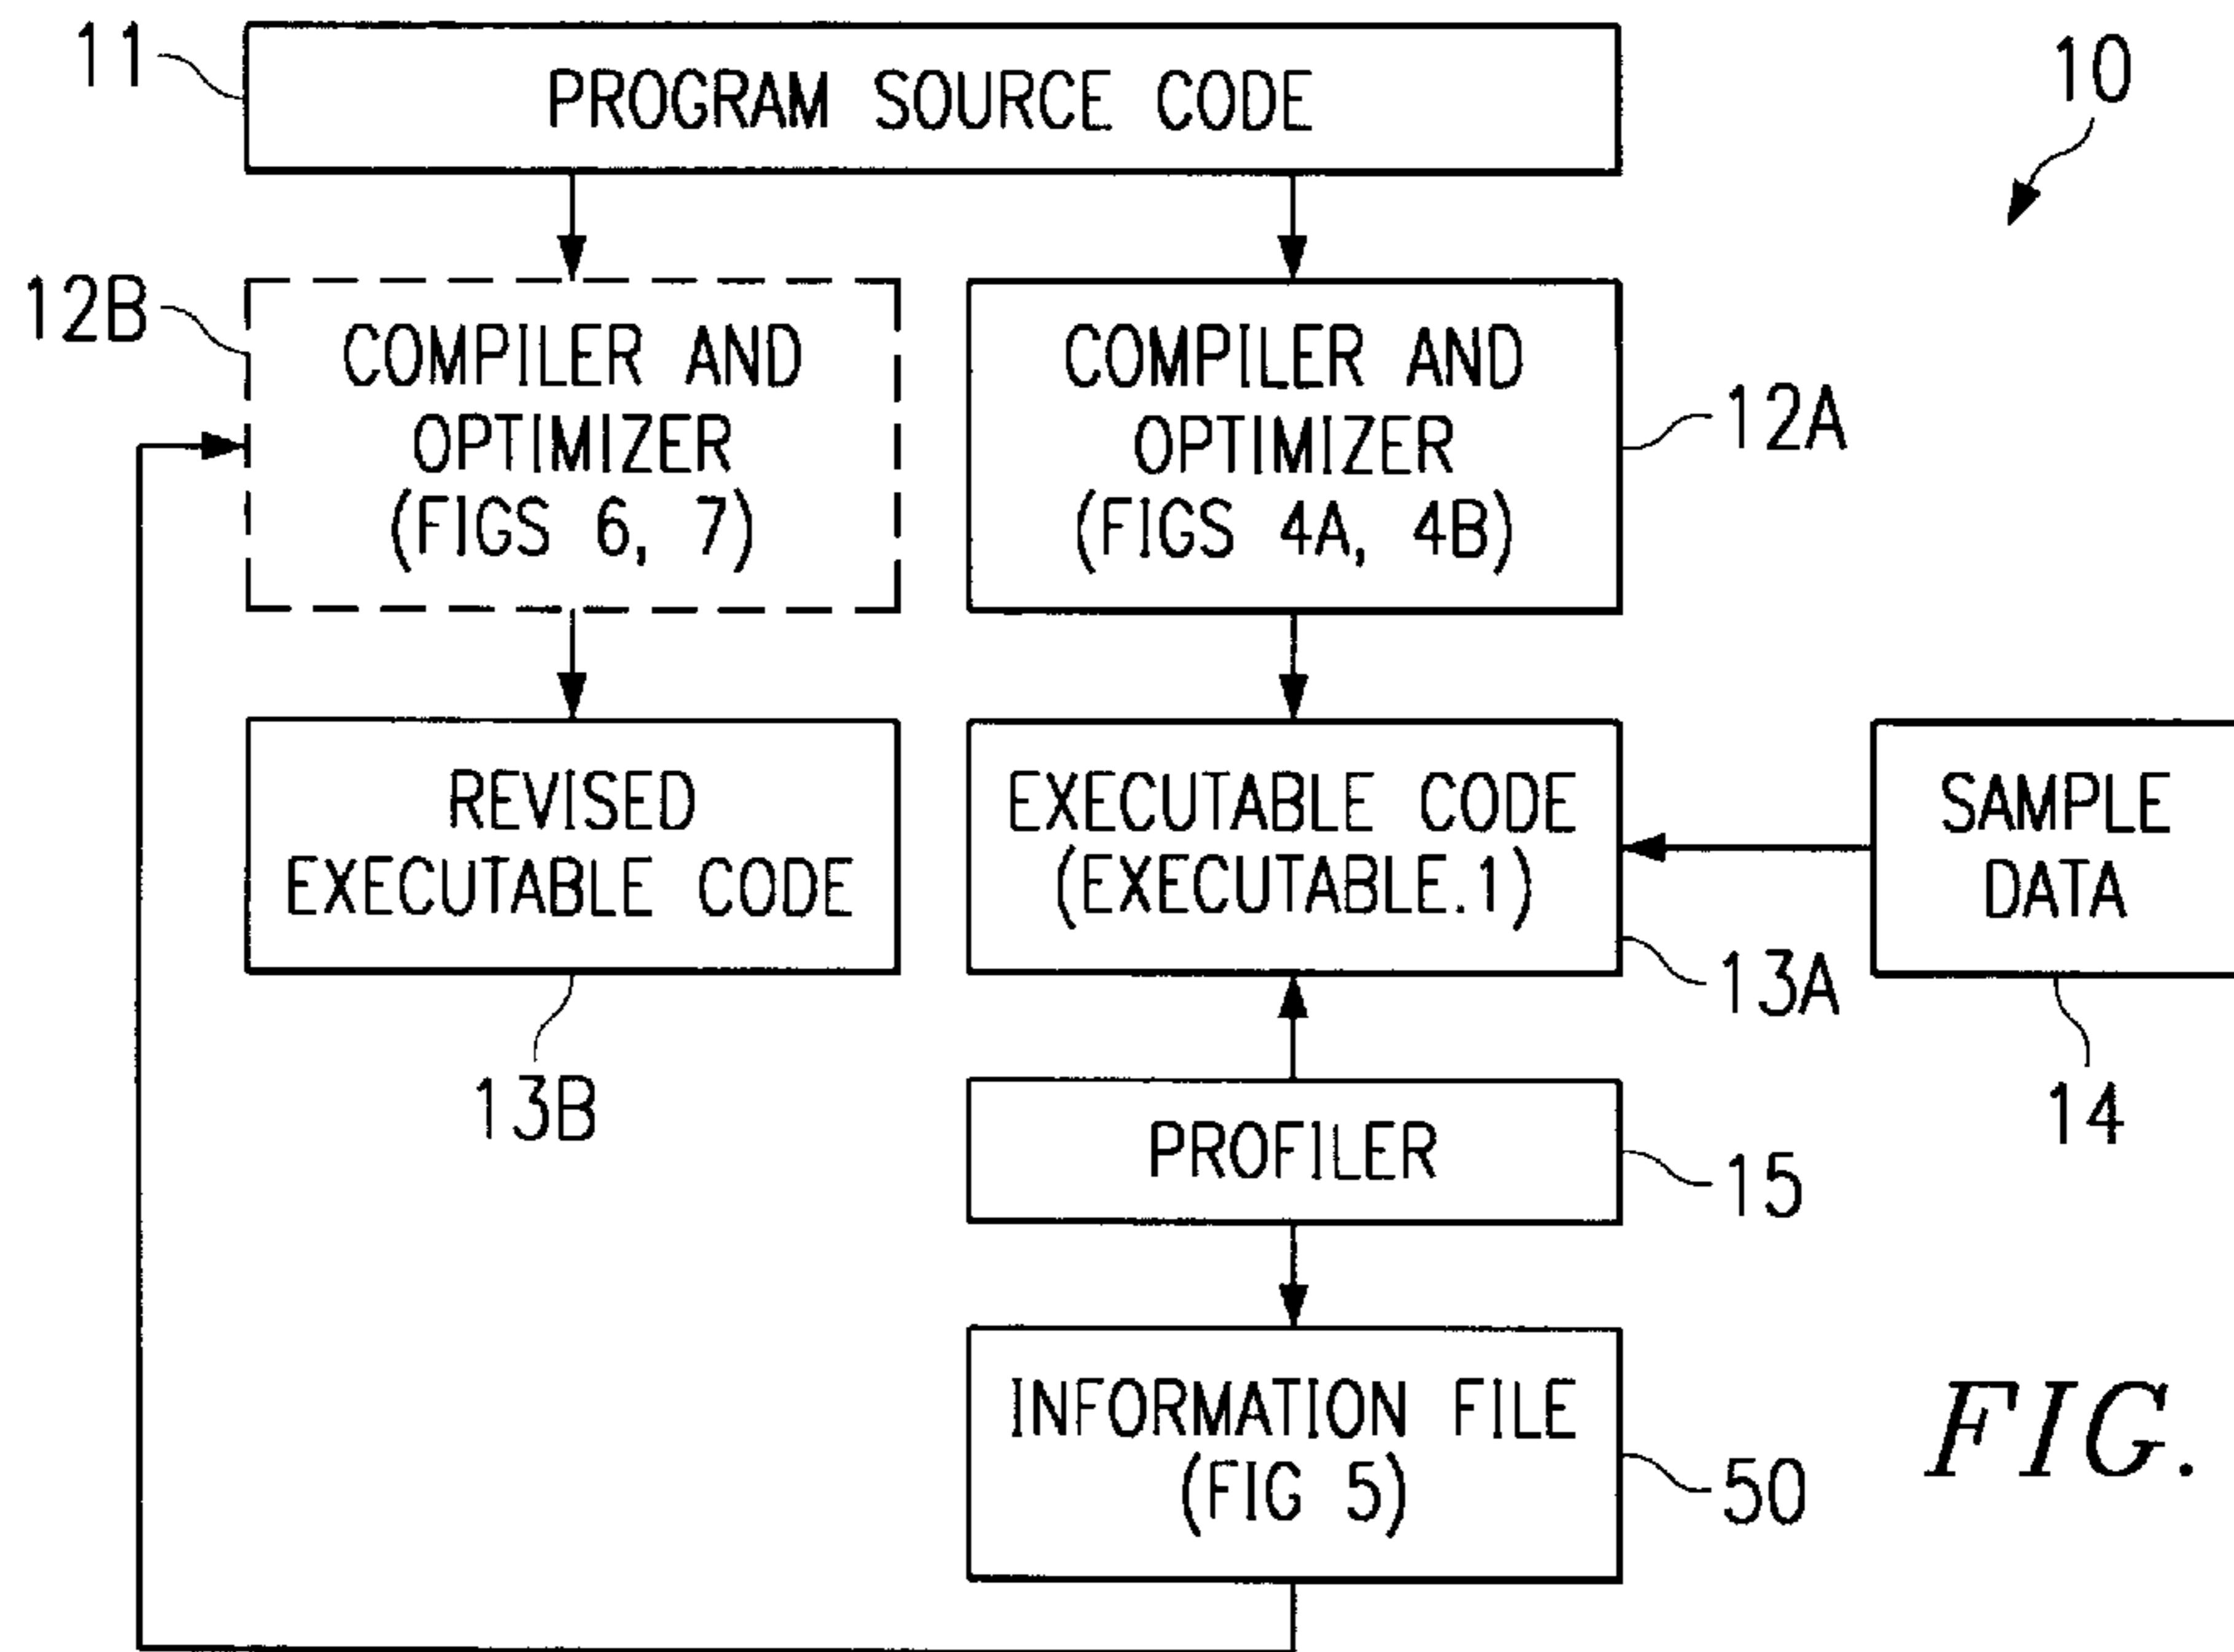 11
PROGRAM SOURCE CODE
10
12B
COMPILER AND
OPTIMIZER
(FIGS 6, 7)
COMPILER AND
OPTIMIZER
(FIGS 4A, 4B)
12A
REVISED
EXECUTABLE CODE
13B
EXECUTABLE CODE
(EXECUTABLE.1)
13A
SAMPLE
DATA
14
PROFILER
15
INFORMATION FILE
(FIG 5)
50
FIG.